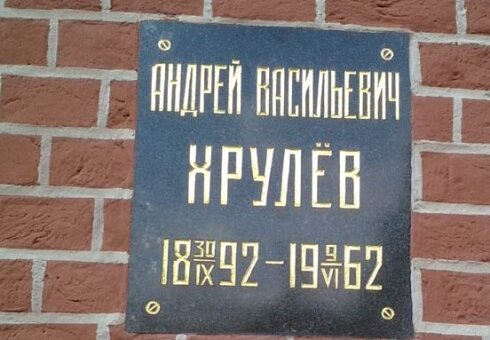 АНДРЕЙ ВАСИЛЬЕВИЧ
ХРУЛЁВ
18 30/IX 92 – 19 9/VI 62